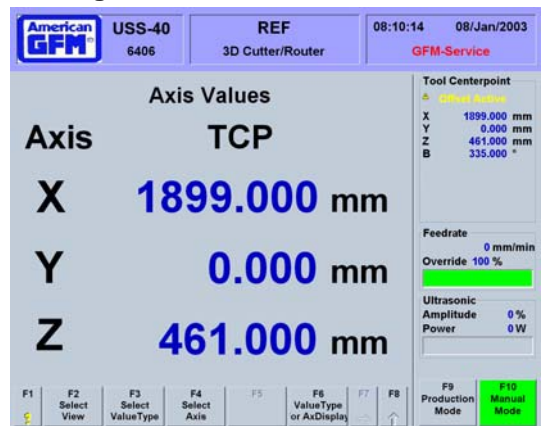 American
GFM®
USS-40
6406
REF
3D Cutter/Router
08:10:14 08/Jan/2003
GFM-Service
Axis Values
Axis TCP
X 1899.000 mm
Y 0.000 mm
Z 461.000 mm
Tool Centerpoint
Offset Active
X 1899.000 mm
Y 0.000 mm
Z 461.000 mm
B 335.000 °
Feedrate
0 mm/min
Override 100 %
Ultrasonic
Amplitude 0 %
Power 0 W
F1
F2 Select View
F3 Select ValueType
F4 Select Axis
F5
F6 ValueType or AxDisplay
F7
F8
F9 Production Mode
F10 Manual Mode